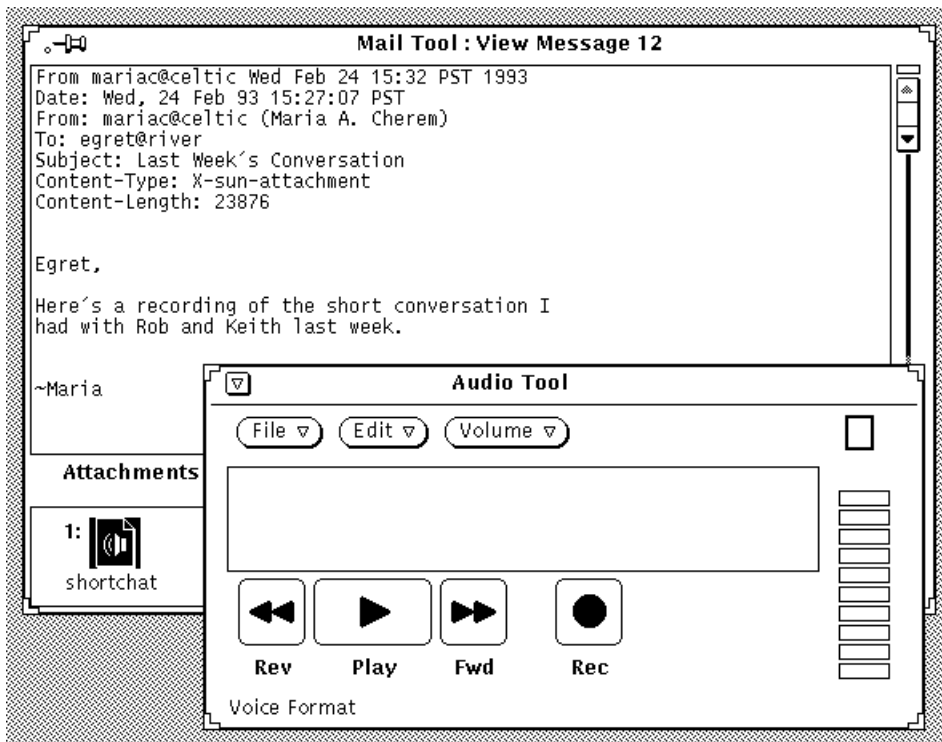 Mail Tool : View Message 12
From mariac@celtic Wed Feb 24 15:32 PST 1993
Date: Wed, 24 Feb 93 15:27:07 PST
From: mariac@celtic (Maria A. Cherem)
To: egret@river
Subject: Last Week´s Conversation
Content-Type: X-sun-attachment
Content-Length: 23876
Egret,
Here´s a recording of the short conversation I
had with Rob and Keith last week.
~Maria
Attachments
1:
shortchat
Audio Tool
File Edit Volume
Rev Play Fwd Rec
Voice Format